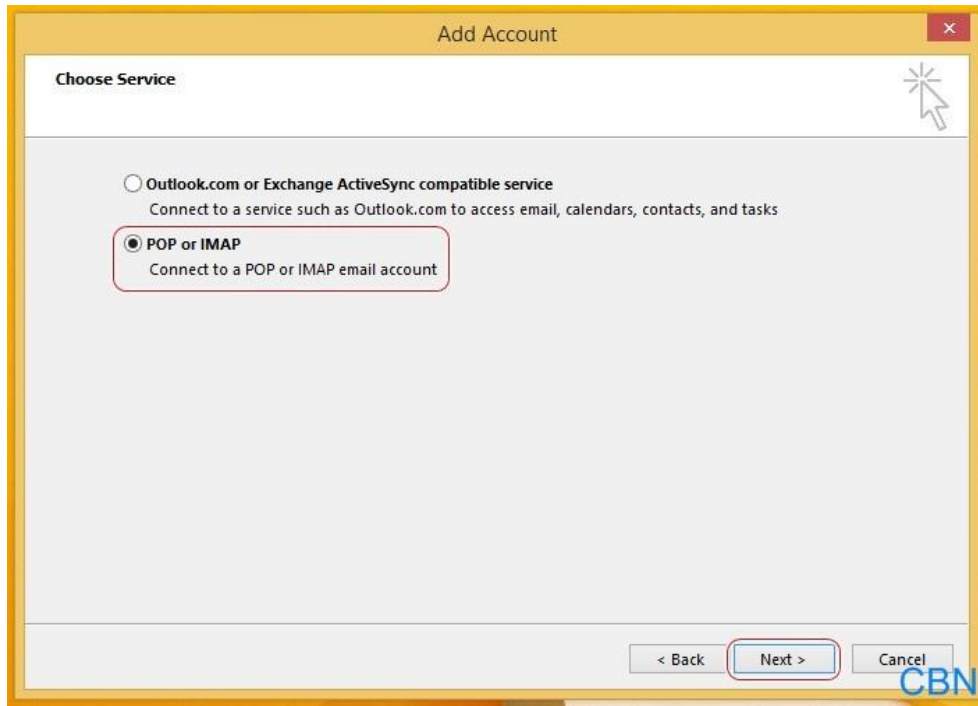 Add Account
Choose Service
Outlook.com or Exchange ActiveSync compatible service
Connect to a service such as Outlook.com to access email, calendars, contacts, and tasks
POP or IMAP
Connect to a POP or IMAP email account
< Back Next > Cancel
CBN